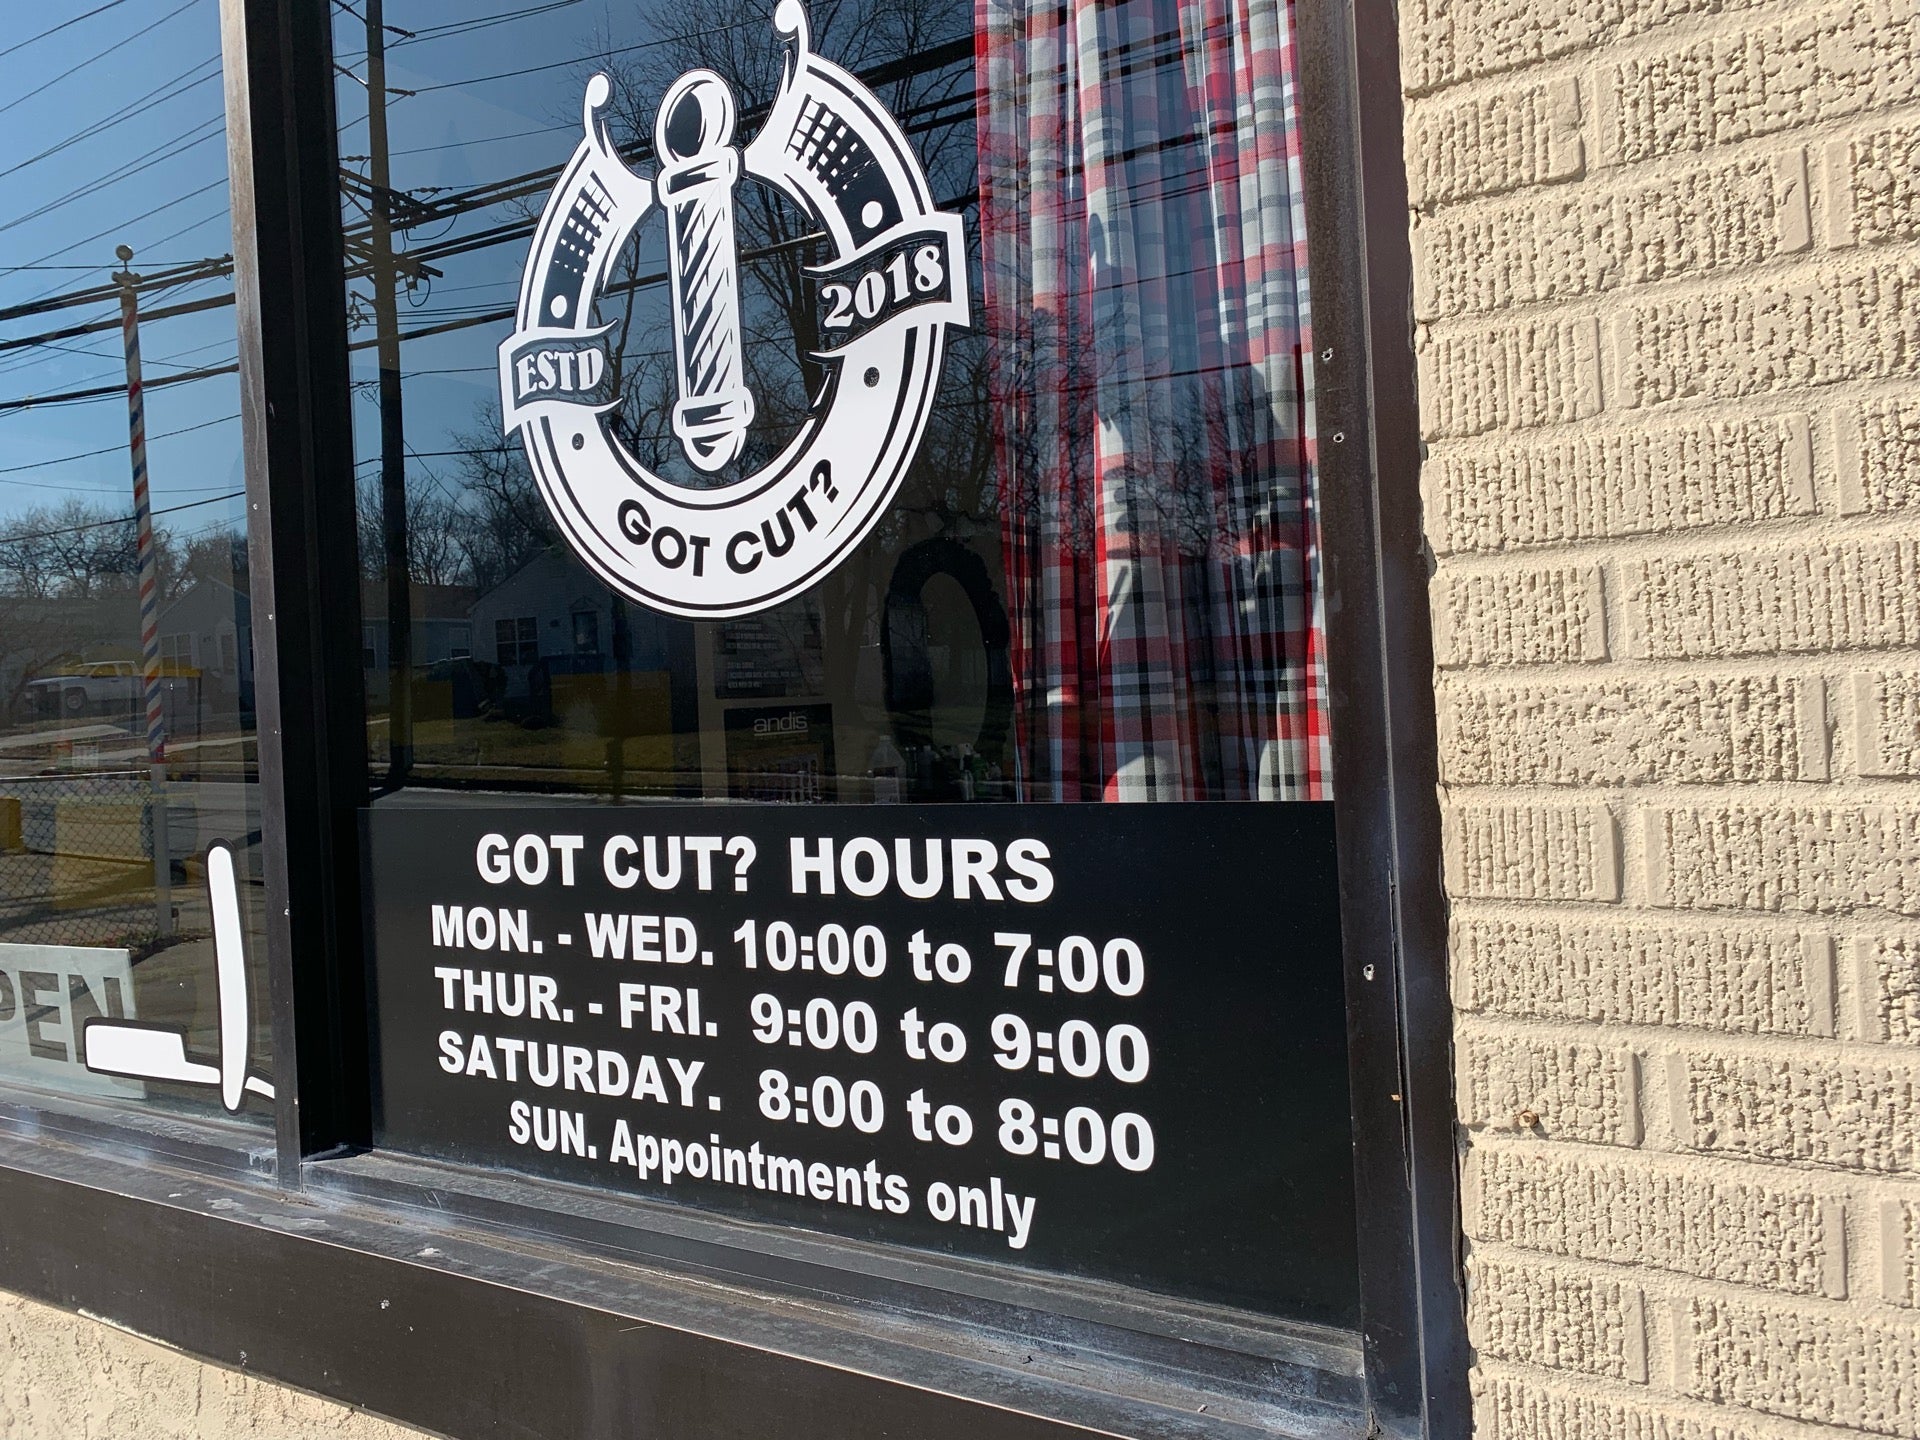 ESTD
2018
GOT CUT?
andis
GOT CUT? HOURS
MON. - WED. 10:00 to 7:00
THUR. - FRI. 9:00 to 9:00
SATURDAY. 8:00 to 8:00
SUN. Appointments only